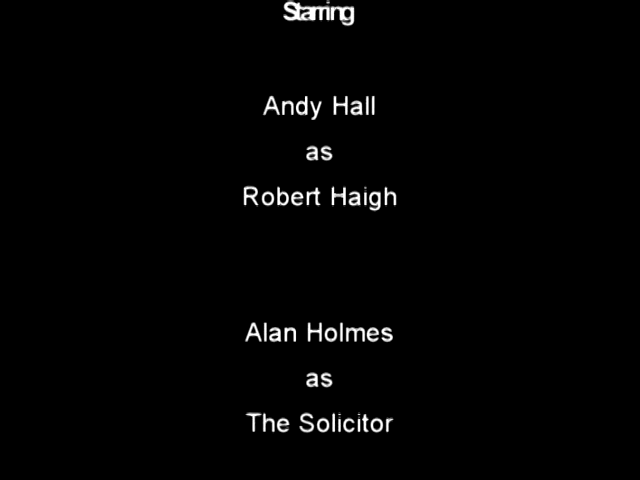 Starring
Andy Hall
as
Robert Haigh
Alan Holmes
as
The Solicitor